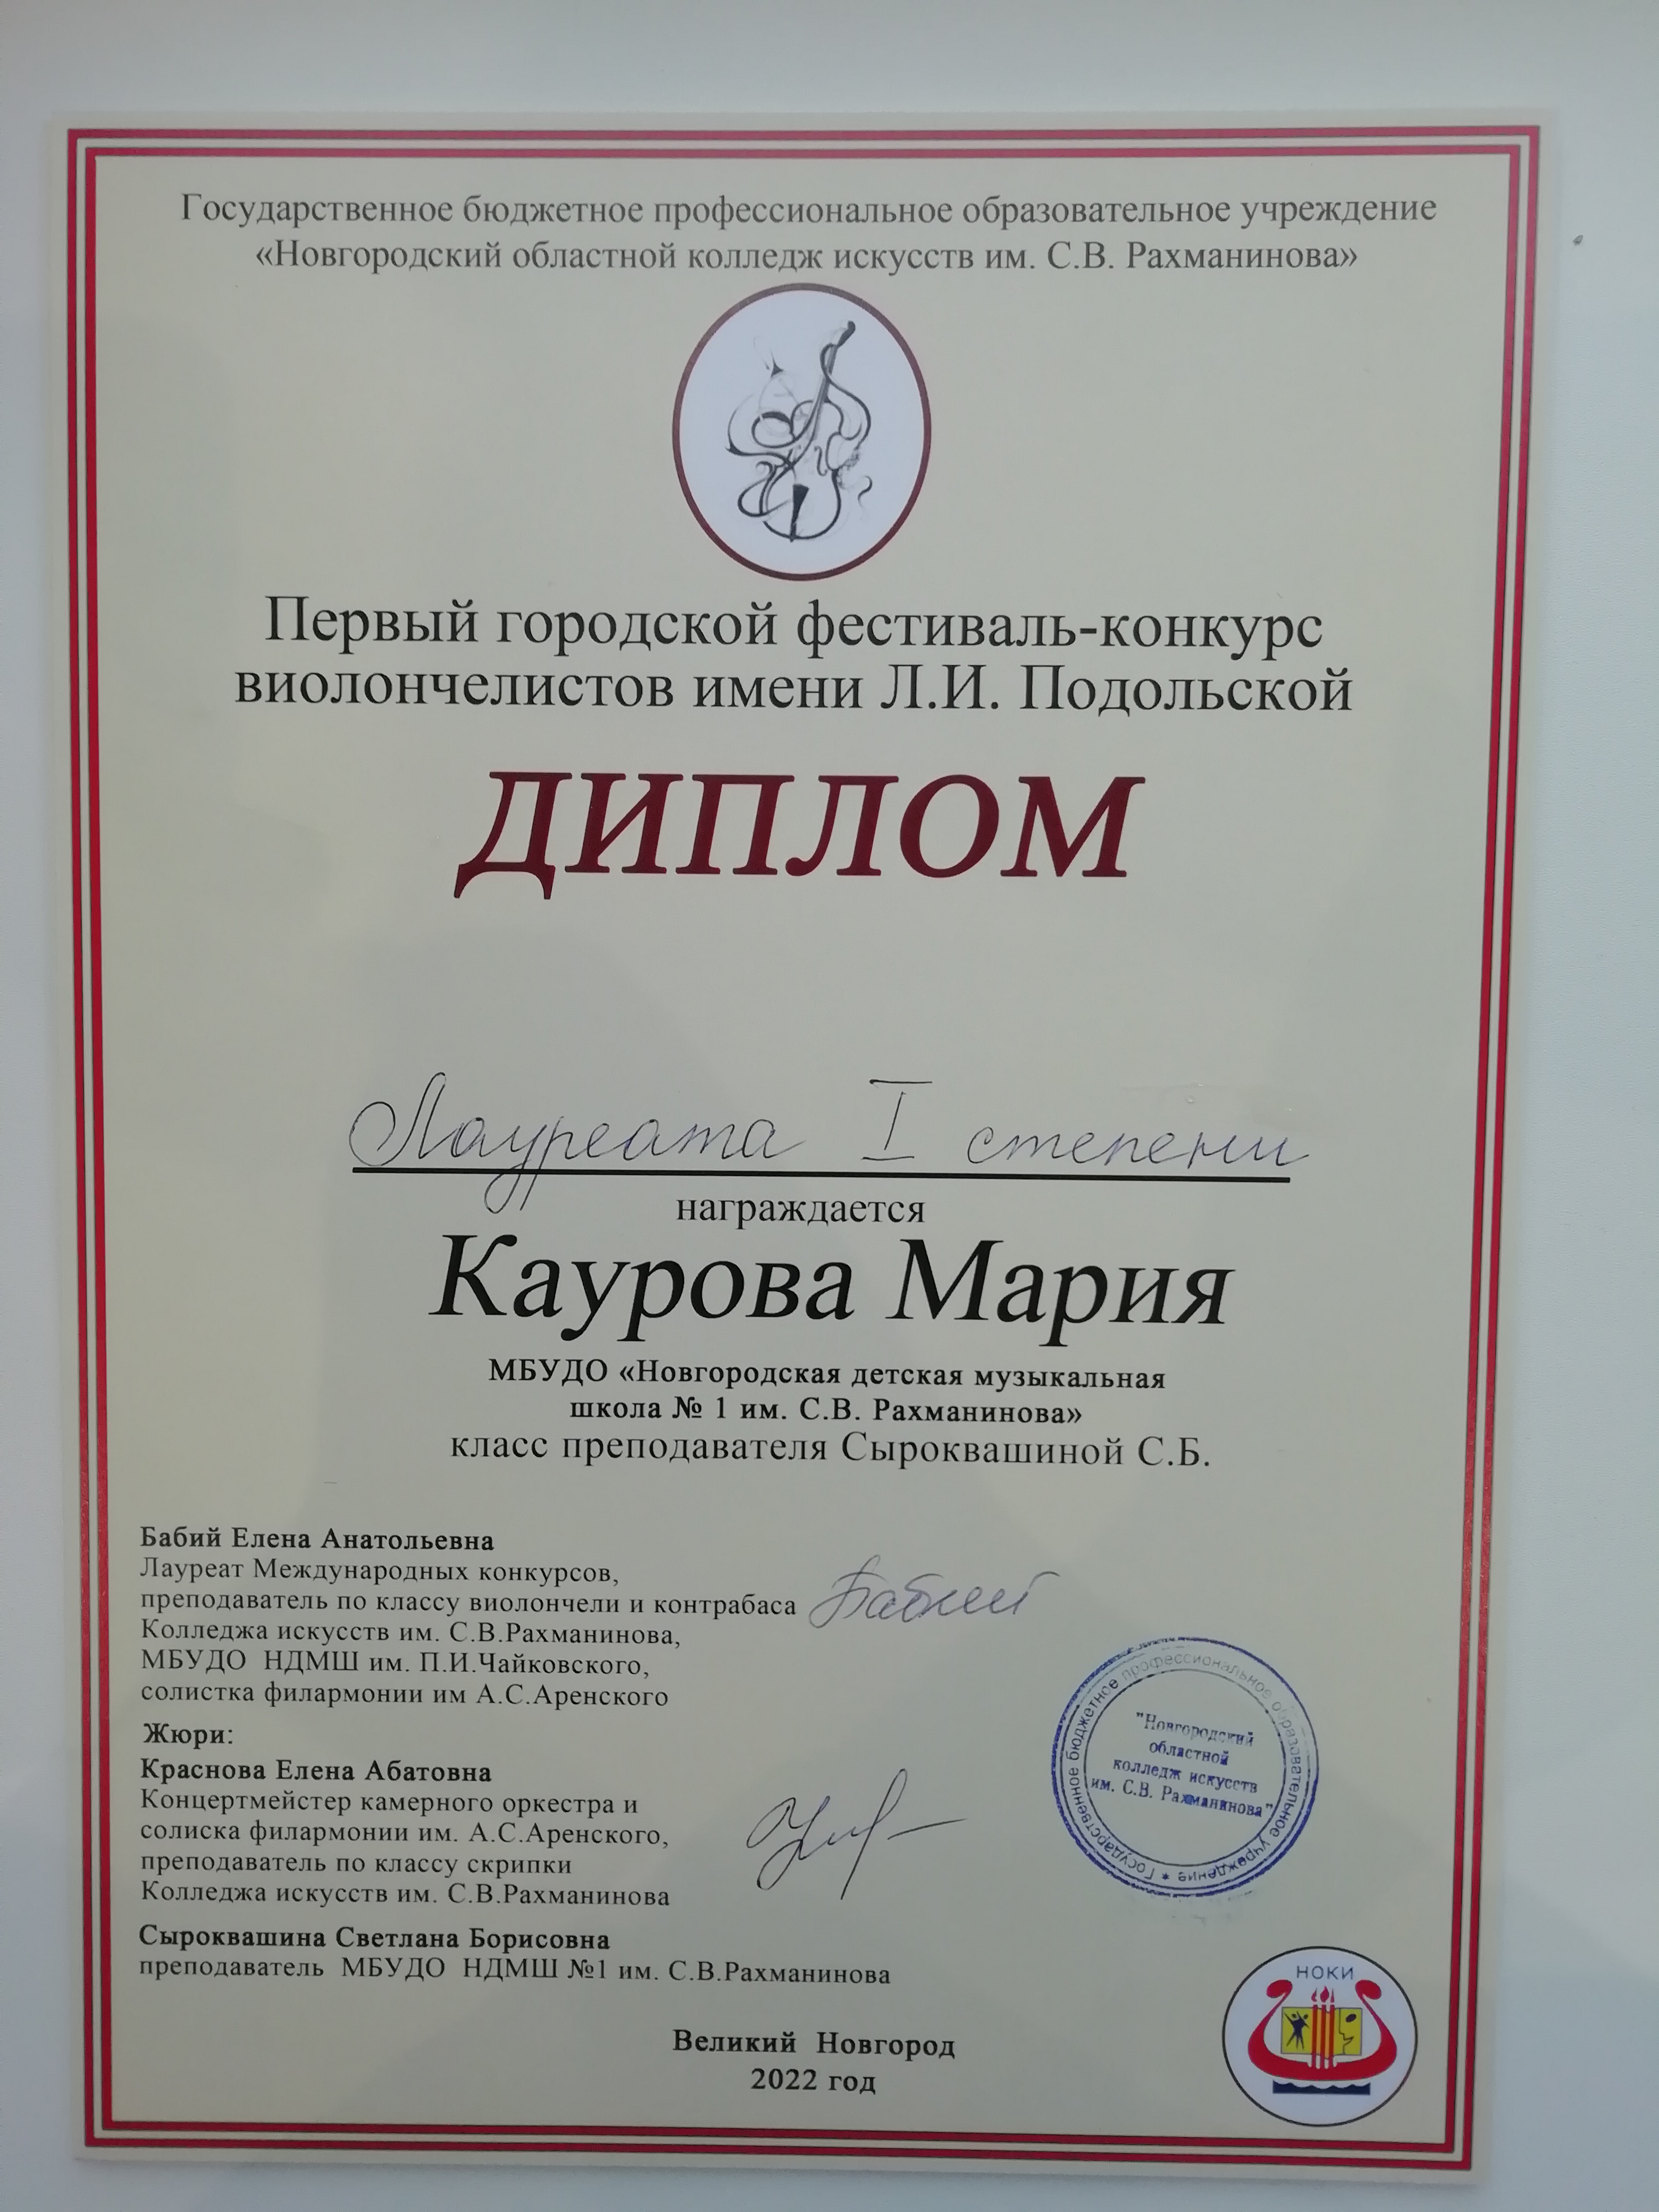 Государственное бюджетное профессиональное образовательное учреждение
«Новгородский областной колледж искусств им. С.В. Рахманинова»
Первый городской фестиваль-конкурс
виолончелистов имени Л.И. Подольской
ДИПЛОМ
Лауреата I степени
награждается
Каурова Мария
МБУДО «Новгородская детская музыкальная
школа № 1 им. С.В. Рахманинова»
класс преподавателя Сыроквашиной С.Б.
Бабий Елена Анатольевна
Лауреат Международных конкурсов,
преподаватель по классу виолончели и контрабаса
Бабий
Колледжа искусств им. С.В.Рахманинова,
МБУДО НДМШ им. П.И.Чайковского,
солистка филармонии им А.С.Аренского
Жюри:
Краснова Елена Абатовна
Концертмейстер камерного оркестра и
солиска филармонии им. А.С.Аренского,
преподаватель по классу скрипки
Колледжа искусств им. С.В.Рахманинова
Государственное бюджетное профессиональное образовательное учреждение *
"Новгородский
областной
колледж искусств
им. С.В. Рахманинова"
Сыроквашина Светлана Борисовна
преподаватель МБУДО НДМШ №1 им. С.В.Рахманинова
НОКИ
Великий Новгород
2022 год